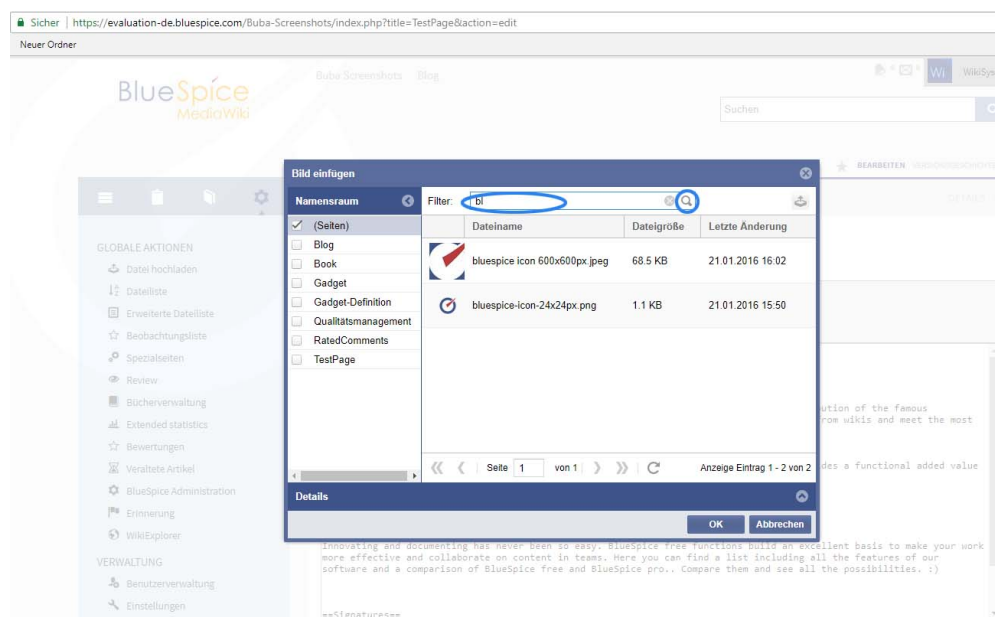 Sicher | https://evaluation-de.bluespice.com/Buba-Screenshots/index.php?title=TestPage&action=edit
Neuer Ordner
BlueSpice
MediaWiki
Buba Screenshots Blog
Wi WikiSys
Suchen
BEARBEITEN VERSIONSGESCHICHTE
Bild einfügen
Namensraum
Filter: bl
(Seiten)
Blog
Book
Gadget
Gadget-Definition
Qualitätsmanagement
RatedComments
TestPage
Dateiname Dateigröße Letzte Änderung
bluespice icon 600x600px.jpeg 68.5 KB 21.01.2016 16:02
bluespice-icon-24x24px.png 1.1 KB 21.01.2016 15:50
Seite 1 von 1 Anzeige Eintrag 1 - 2 von 2
Details
OK Abbrechen
GLOBALE AKTIONEN
Datei hochladen
Dateiliste
Erweiterte Dateiliste
Beobachtungsliste
Spezialseiten
Review
Bücherverwaltung
Extended statistics
Bewertungen
Veraltete Artikel
BlueSpice Administration
Erinnerung
WikiExplorer
VERWALTUNG
Benutzerverwaltung
Einstellungen
ution of the famous
rom wikis and meet the most
des a functional added value
Innovating and documenting has never been so easy. BlueSpice free functions build an excellent basis to make your work
more effective and collaborate on content in teams. Here you can find a list including all the features of our
software and a comparison of BlueSpice free and BlueSpice pro.. Compare them and see all the possibilities. :)
==Signatures==